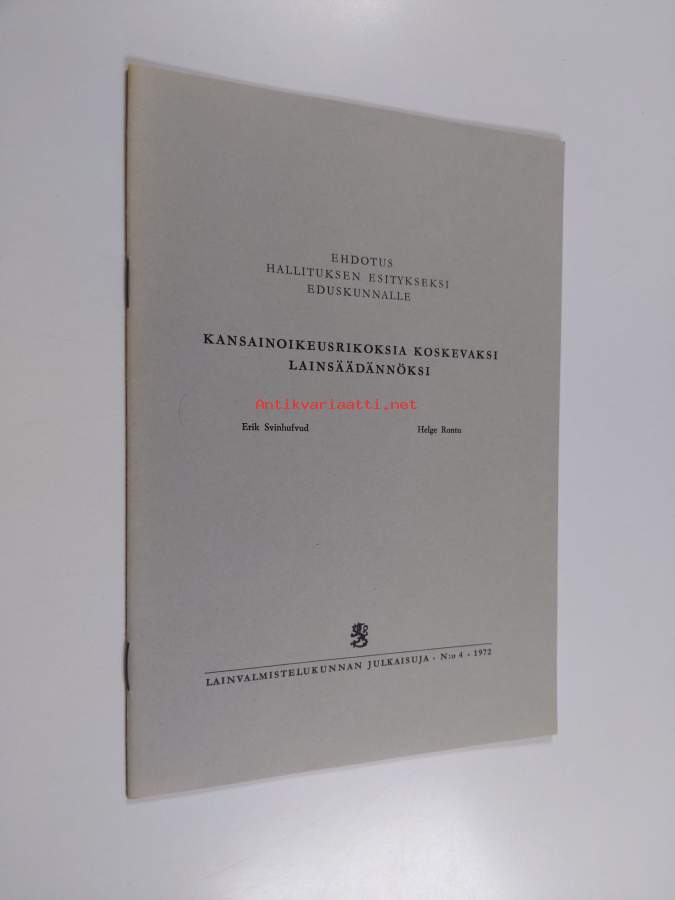 EHDOTUS
HALLITUKSEN ESITYKSEKSI
EDUSKUNNALLE
KANSAINOIKEUSRIKOKSIA KOSKEVAKSI
LAINSÄÄDÄNNÖKSI
Antikvariaatti.net
Erik Svinhufvud Helge Rontu
LAINVALMISTELUKUNNAN JULKAISUJA • N:o 4 • 1972